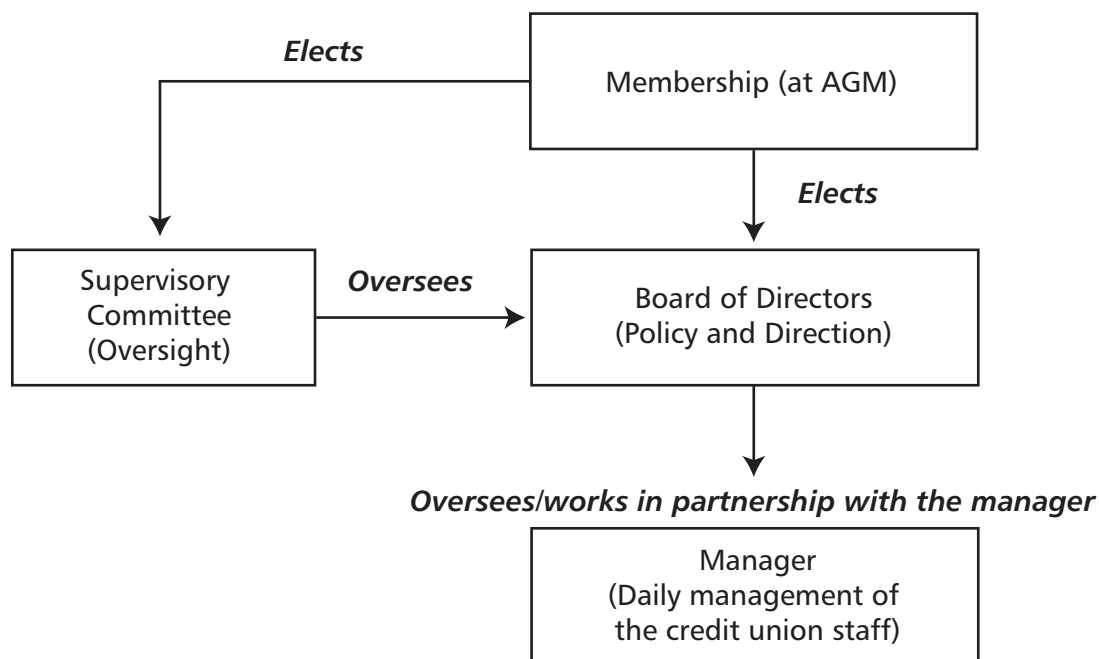 Elects
Membership (at AGM)
Elects
Supervisory
Committee
(Oversight)
Oversees
Board of Directors
(Policy and Direction)
Oversees/works in partnership with the manager
Manager
(Daily management of
the credit union staff)